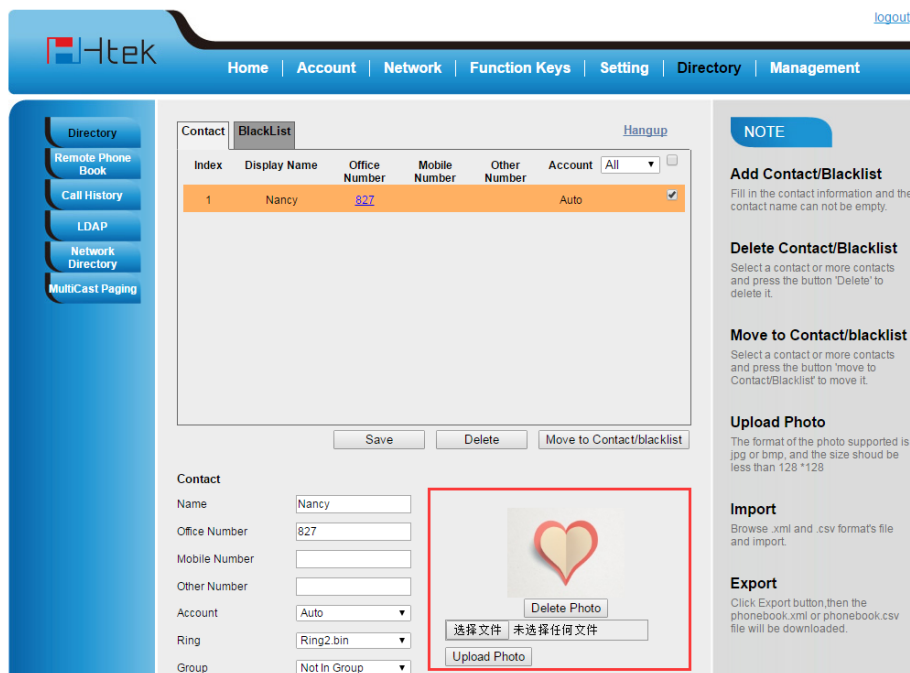 logout
Htek
Home Account Network Function Keys Setting Directory Management
Directory
Remote Phone
Book
Call History
LDAP
Network
Directory
MultiCast Paging
Contact BlackList Hangup
Index Display Name Office Number Mobile Number Other Number Account All
1 Nancy 827 Auto
Save Delete Move to Contact/blacklist
Contact
Name Nancy
Office Number 827
Mobile Number
Other Number
Account Auto
Ring Ring2.bin
Group Not In Group
Delete Photo
选择文件 未选择任何文件
Upload Photo
NOTE
Add Contact/Blacklist
Fill in the contact information and the
contact name can not be empty.
Delete Contact/Blacklist
Select a contact or more contacts
and press the button 'Delete' to
delete it.
Move to Contact/blacklist
Select a contact or more contacts
and press the button 'move to
Contact/Blacklist' to move it.
Upload Photo
The format of the photo supported is
jpg or bmp, and the size shoud be
less than 128 *128
Import
Browse .xml and .csv format's file
and import.
Export
Click Export button,then the
phonebook.xml or phonebook.csv
file will be downloaded.